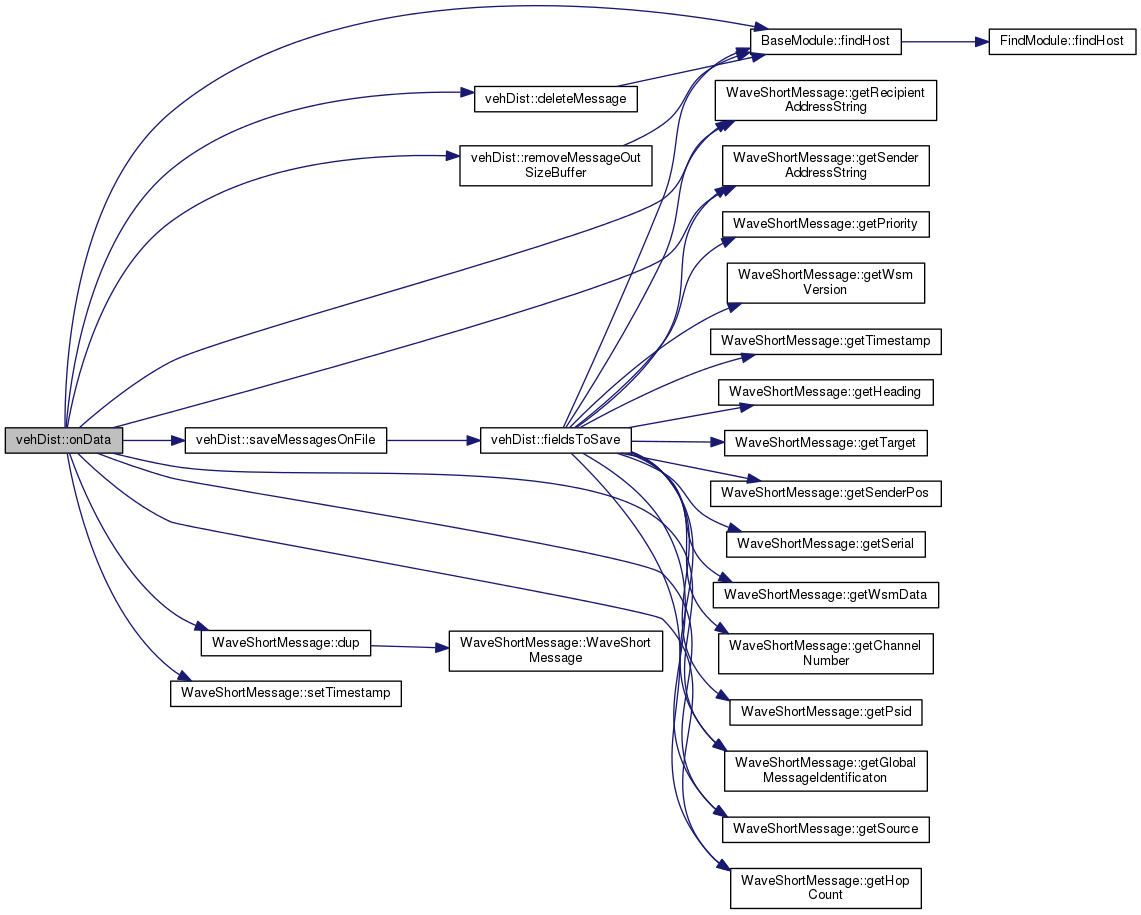 BaseModule::findHost
FindModule::findHost
vehDist::deleteMessage
WaveShortMessage::getRecipient
AddressString
vehDist::removeMessageOut
SizeBuffer
WaveShortMessage::getSender
AddressString
WaveShortMessage::getPriority
WaveShortMessage::getWsm
Version
WaveShortMessage::getTimestamp
WaveShortMessage::getHeading
vehDist::onData
vehDist::saveMessagesOnFile
vehDist::fieldsToSave
WaveShortMessage::getTarget
WaveShortMessage::getSenderPos
WaveShortMessage::getSerial
WaveShortMessage::getWsmData
WaveShortMessage::dup
WaveShortMessage::WaveShort
Message
WaveShortMessage::getChannel
Number
WaveShortMessage::setTimestamp
WaveShortMessage::getPsid
WaveShortMessage::getGlobal
MessageIdentificaton
WaveShortMessage::getSource
WaveShortMessage::getHop
Count